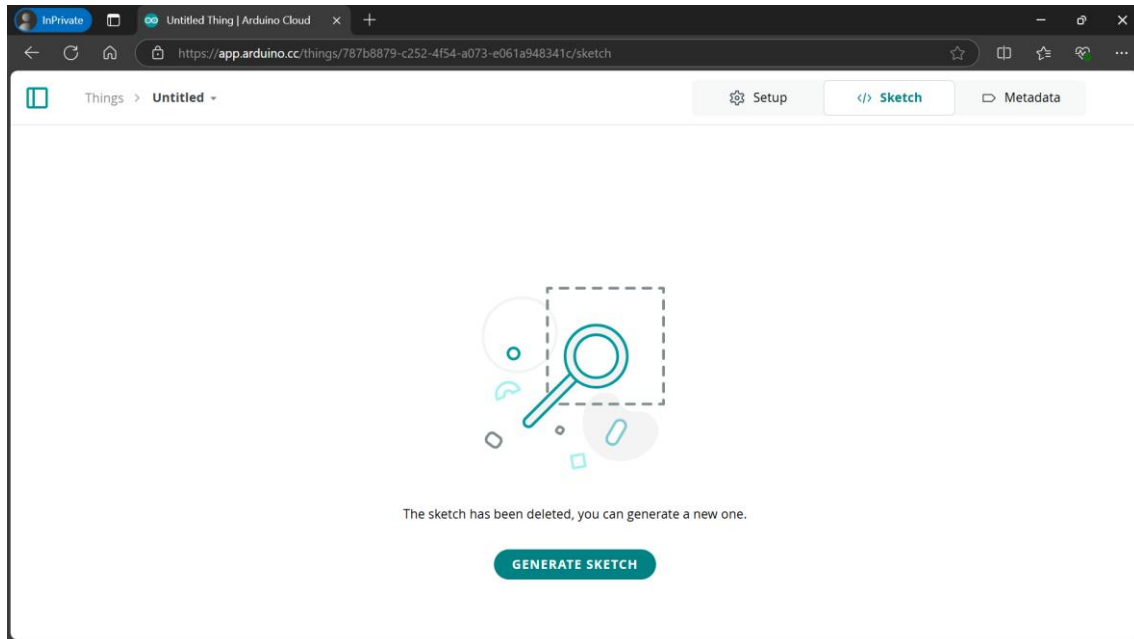 InPrivate
Untitled Thing | Arduino Cloud
https://app.arduino.cc/things/787b8879-c252-4f54-a073-e061a948341c/sketch
Things > Untitled
Setup
</> Sketch
Metadata
The sketch has been deleted, you can generate a new one.
GENERATE SKETCH